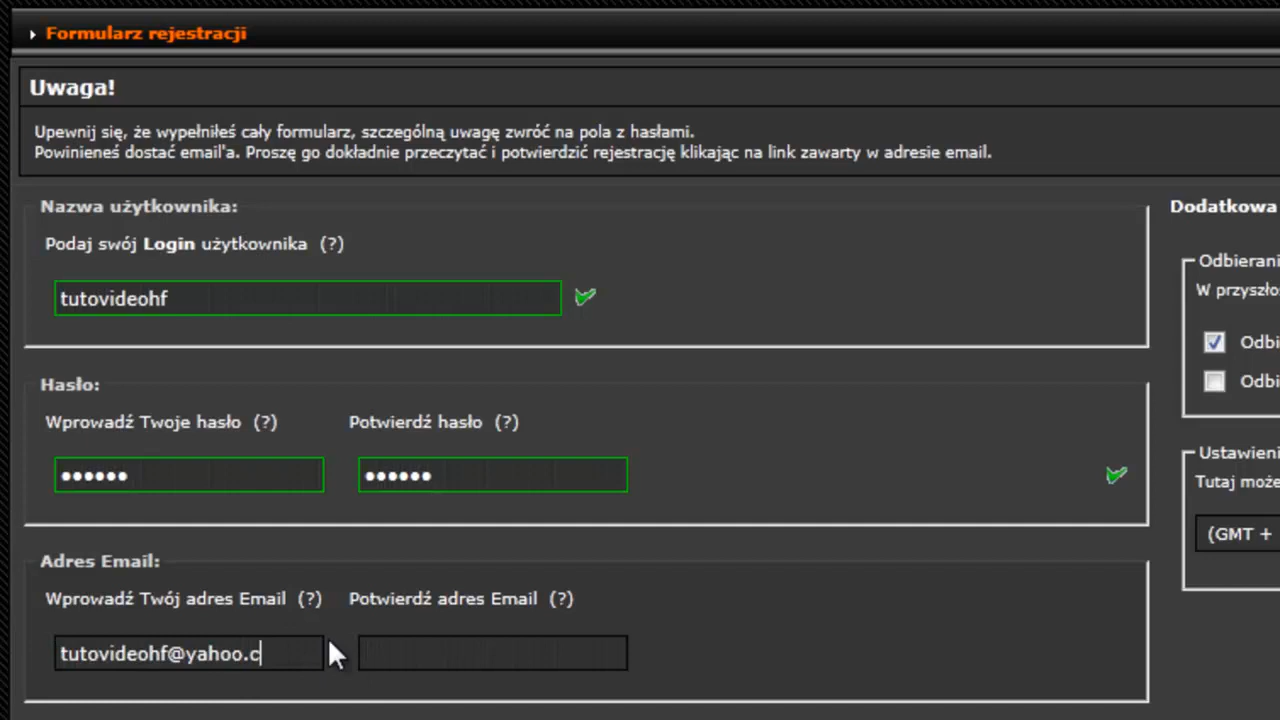 Formularz rejestracji
Uwaga!
Upewnij się, że wypełniłeś cały formularz, szczególną uwagę zwróć na pola z hasłami.
Powinieneś dostać email'a. Proszę go dokładnie przeczytać i potwierdzić rejestrację klikając na link zawarty w adresie email.
Nazwa użytkownika:
Podaj swój Login użytkownika (?)
tutovideohf
Hasło:
Wprowadź Twoje hasło (?) Potwierdź hasło (?)
•••••• ••••••
Adres Email:
Wprowadź Twój adres Email (?) Potwierdź adres Email (?)
tutovideohf@yahoo.c
Dodatkowa
Odbierani
W przyszło
Odbi
Odbi
Ustawieni
Tutaj może
(GMT +